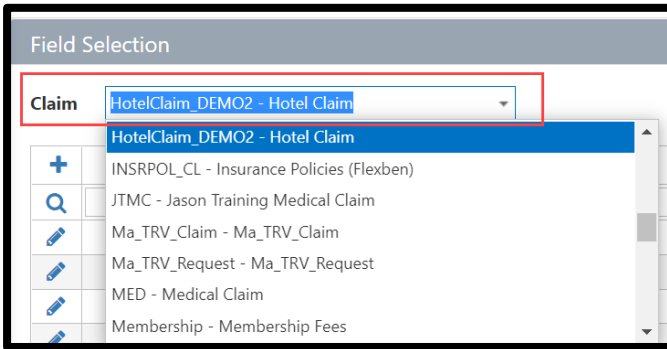 Field Selection
Claim HotelClaim_DEMO2 - Hotel Claim
HotelClaim_DEMO2 - Hotel Claim
INSRPOL_CL - Insurance Policies (Flexben)
JTMC - Jason Training Medical Claim
Ma_TRV_Claim - Ma_TRV_Claim
Ma_TRV_Request - Ma_TRV_Request
MED - Medical Claim
Membership - Membership Fees